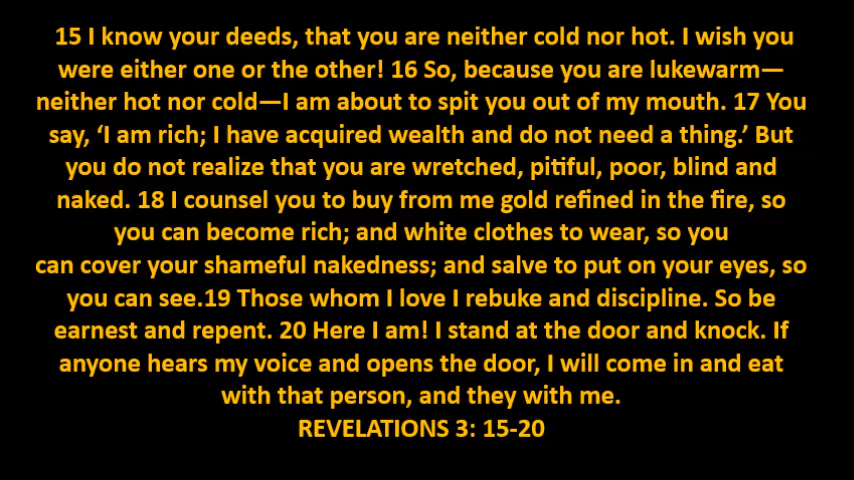 15 I know your deeds, that you are neither cold nor hot. I wish you
were either one or the other! 16 So, because you are lukewarm—
neither hot nor cold—I am about to spit you out of my mouth. 17 You
say, ‘I am rich; I have acquired wealth and do not need a thing.’ But
you do not realize that you are wretched, pitiful, poor, blind and
naked. 18 I counsel you to buy from me gold refined in the fire, so
you can become rich; and white clothes to wear, so you
can cover your shameful nakedness; and salve to put on your eyes, so
you can see.19 Those whom I love I rebuke and discipline. So be
earnest and repent. 20 Here I am! I stand at the door and knock. If
anyone hears my voice and opens the door, I will come in and eat
with that person, and they with me.
REVELATIONS 3: 15-20